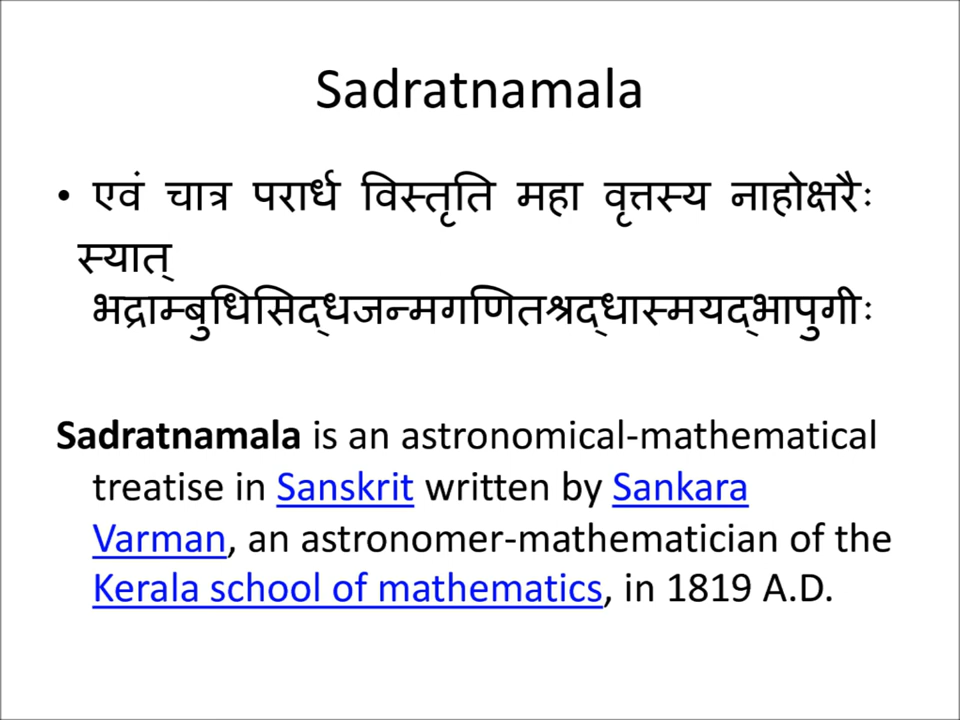 Sadratnamala
• एवं चात्र परार्ध विस्तृति महा वृत्तस्य नाहोक्षरैः
स्यात्
भद्राम्बुधिसिद्धजन्मगणितश्रद्धास्मयद्भापुगीः
Sadratnamala is an astronomical-mathematical
treatise in Sanskrit written by Sankara
Varman, an astronomer-mathematician of the
Kerala school of mathematics, in 1819 A.D.